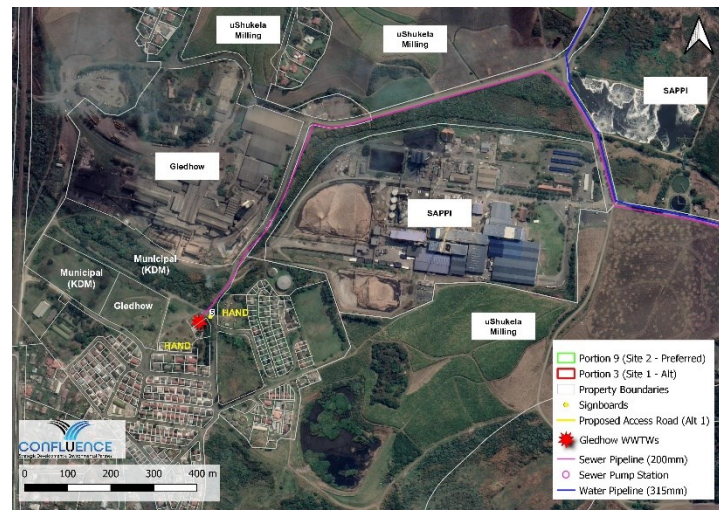 uShukela
Milling
uShukela
Milling
SAPPI
Gledhow
SAPPI
Municipal
(KDM)
Municipal
(KDM)
Gledhow
HAND
HAND
uShukela
Milling
Portion 9 (Site 2 - Preferred)
Portion 3 (Site 1 - Alt)
Property Boundaries
Signboards
Proposed Access Road (Alt 1)
Gledhow WWTWs
Sewer Pipeline (200mm)
Sewer Pump Station
Water Pipeline (315mm)
CONFLUENCE
0 100 200 300 400 m